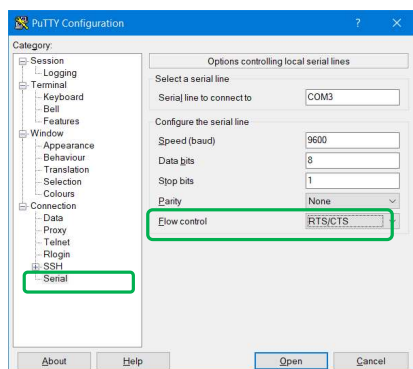 PuTTY Configuration ? ×
Category:
Session
Logging
Terminal
Keyboard
Bell
Features
Window
Appearance
Behaviour
Translation
Selection
Colours
Connection
Data
Proxy
Telnet
Rlogin
SSH
Serial
Options controlling local serial lines
Select a serial line
Serial line to connect to COM3
Configure the serial line
Speed (baud) 9600
Data bits 8
Stop bits 1
Parity None
Flow control RTS/CTS
About Help Open Cancel